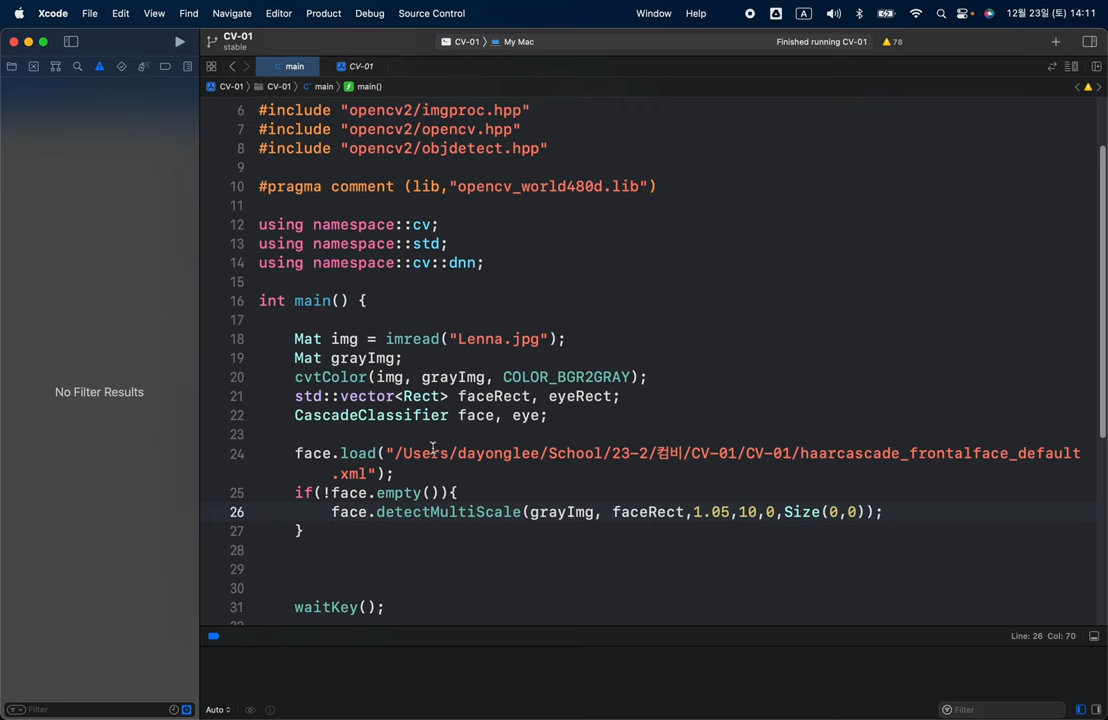 Xcode File Edit View Find Navigate Editor Product Debug Source Control Window Help A 12월 23일 (토) 14:11
CV-01
stable
CV-01 〉 My Mac
Finished running CV-01
78
main
CV-01
CV-01 〉 CV-01 〉 main 〉 main()
6 #include "opencv2/imgproc.hpp"
7 #include "opencv2/opencv.hpp"
8 #include "opencv2/objdetect.hpp"
9
10 #pragma comment (lib,"opencv_world480d.lib")
11
12 using namespace::cv;
13 using namespace::std;
14 using namespace::cv::dnn;
15
16 int main() {
17
18 Mat img = imread("Lenna.jpg");
19 Mat grayImg;
20 cvtColor(img, grayImg, COLOR_BGR2GRAY);
21 std::vector<Rect> faceRect, eyeRect;
22 CascadeClassifier face, eye;
23
24 face.load("/Users/dayonglee/School/23-2/컴비/CV-01/CV-01/haarcascade_frontalface_default
.xml");
25 if(!face.empty()){
26 face.detectMultiScale(grayImg, faceRect,1.05,10,0,Size(0,0));
27 }
28
29
30
31 waitKey();
No Filter Results
Line: 26 Col: 70
Filter
Auto
Filter